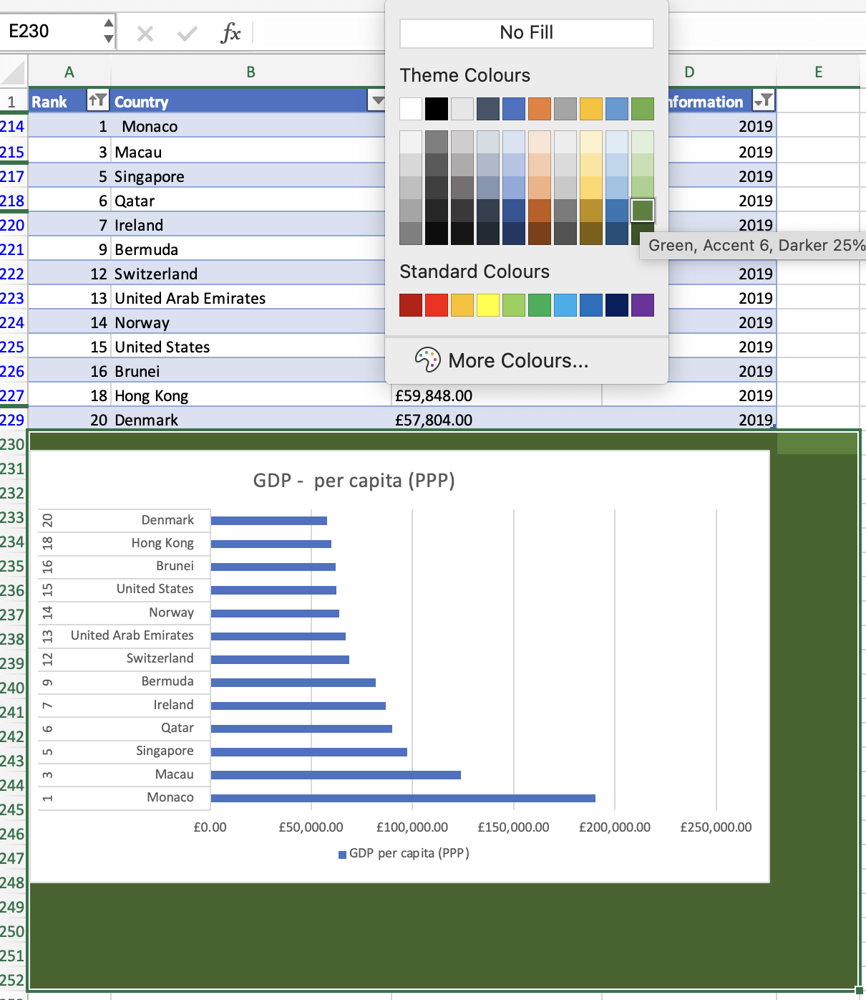 E230
fx
No Fill
Theme Colours
Green, Accent 6, Darker 25%
Standard Colours
More Colours...
A B D E
1 Rank Country nformation
214 1 Monaco 2019
215 3 Macau 2019
217 5 Singapore 2019
218 6 Qatar 2019
220 7 Ireland 2019
221 9 Bermuda
222 12 Switzerland 2019
223 13 United Arab Emirates 2019
224 14 Norway 2019
225 15 United States 2019
226 16 Brunei 2019
227 18 Hong Kong £59,848.00 2019
229 20 Denmark £57,804.00 2019
230
231
232
233
234
235
236
237
238
239
240
241
242
243
244
245
246
247
248
249
250
251
252
GDP - per capita (PPP)
20 Denmark
18 Hong Kong
16 Brunei
15 United States
14 Norway
13 United Arab Emirates
12 Switzerland
9 Bermuda
7 Ireland
6 Qatar
5 Singapore
3 Macau
1 Monaco
£0.00 £50,000.00 £100,000.00 £150,000.00 £200,000.00 £250,000.00
GDP per capita (PPP)